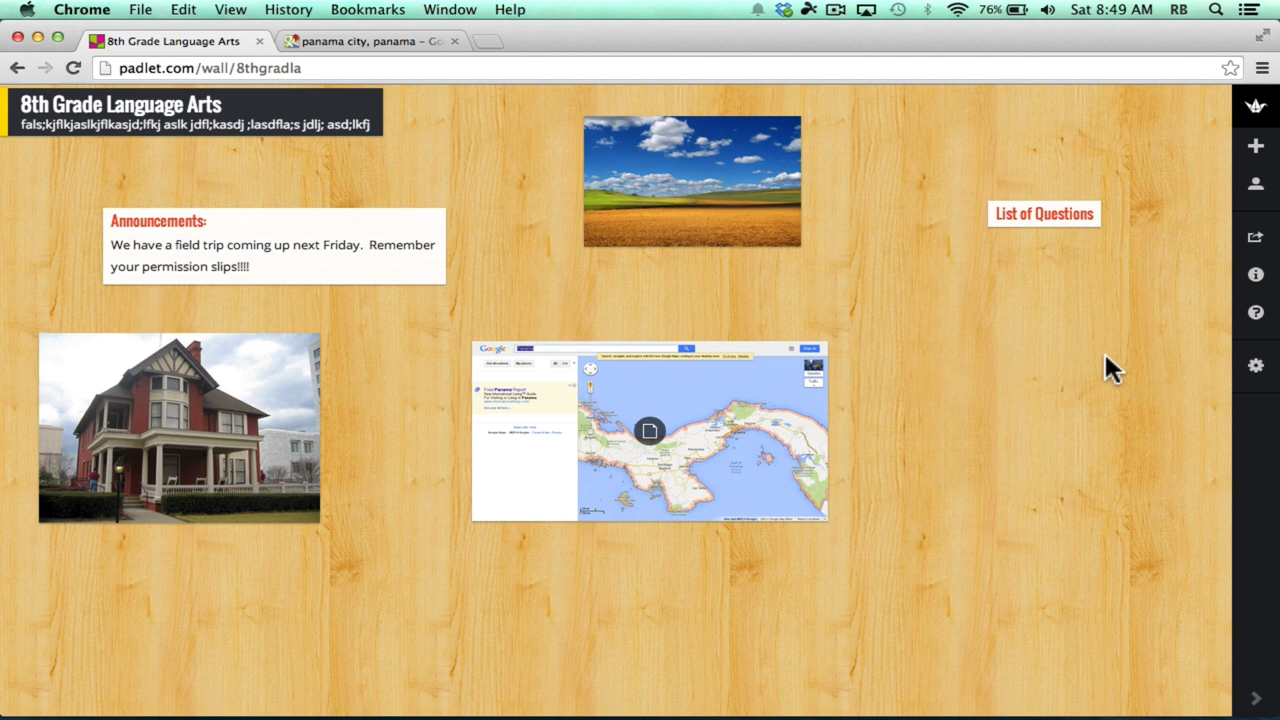 Chrome File Edit View History Bookmarks Window Help 76% Sat 8:49 AM RB
8th Grade Language Arts panama city, panama - Go
padlet.com/wall/8thgradla
8th Grade Language Arts
fals;kjflkjaslkjflkasjd;lfkj aslk jdfl;kasdj ;lasdfla;s jdlj; asd;lkfj
List of Questions
Announcements:
We have a field trip coming up next Friday. Remember
your permission slips!!!!
Google
Free Panama Report